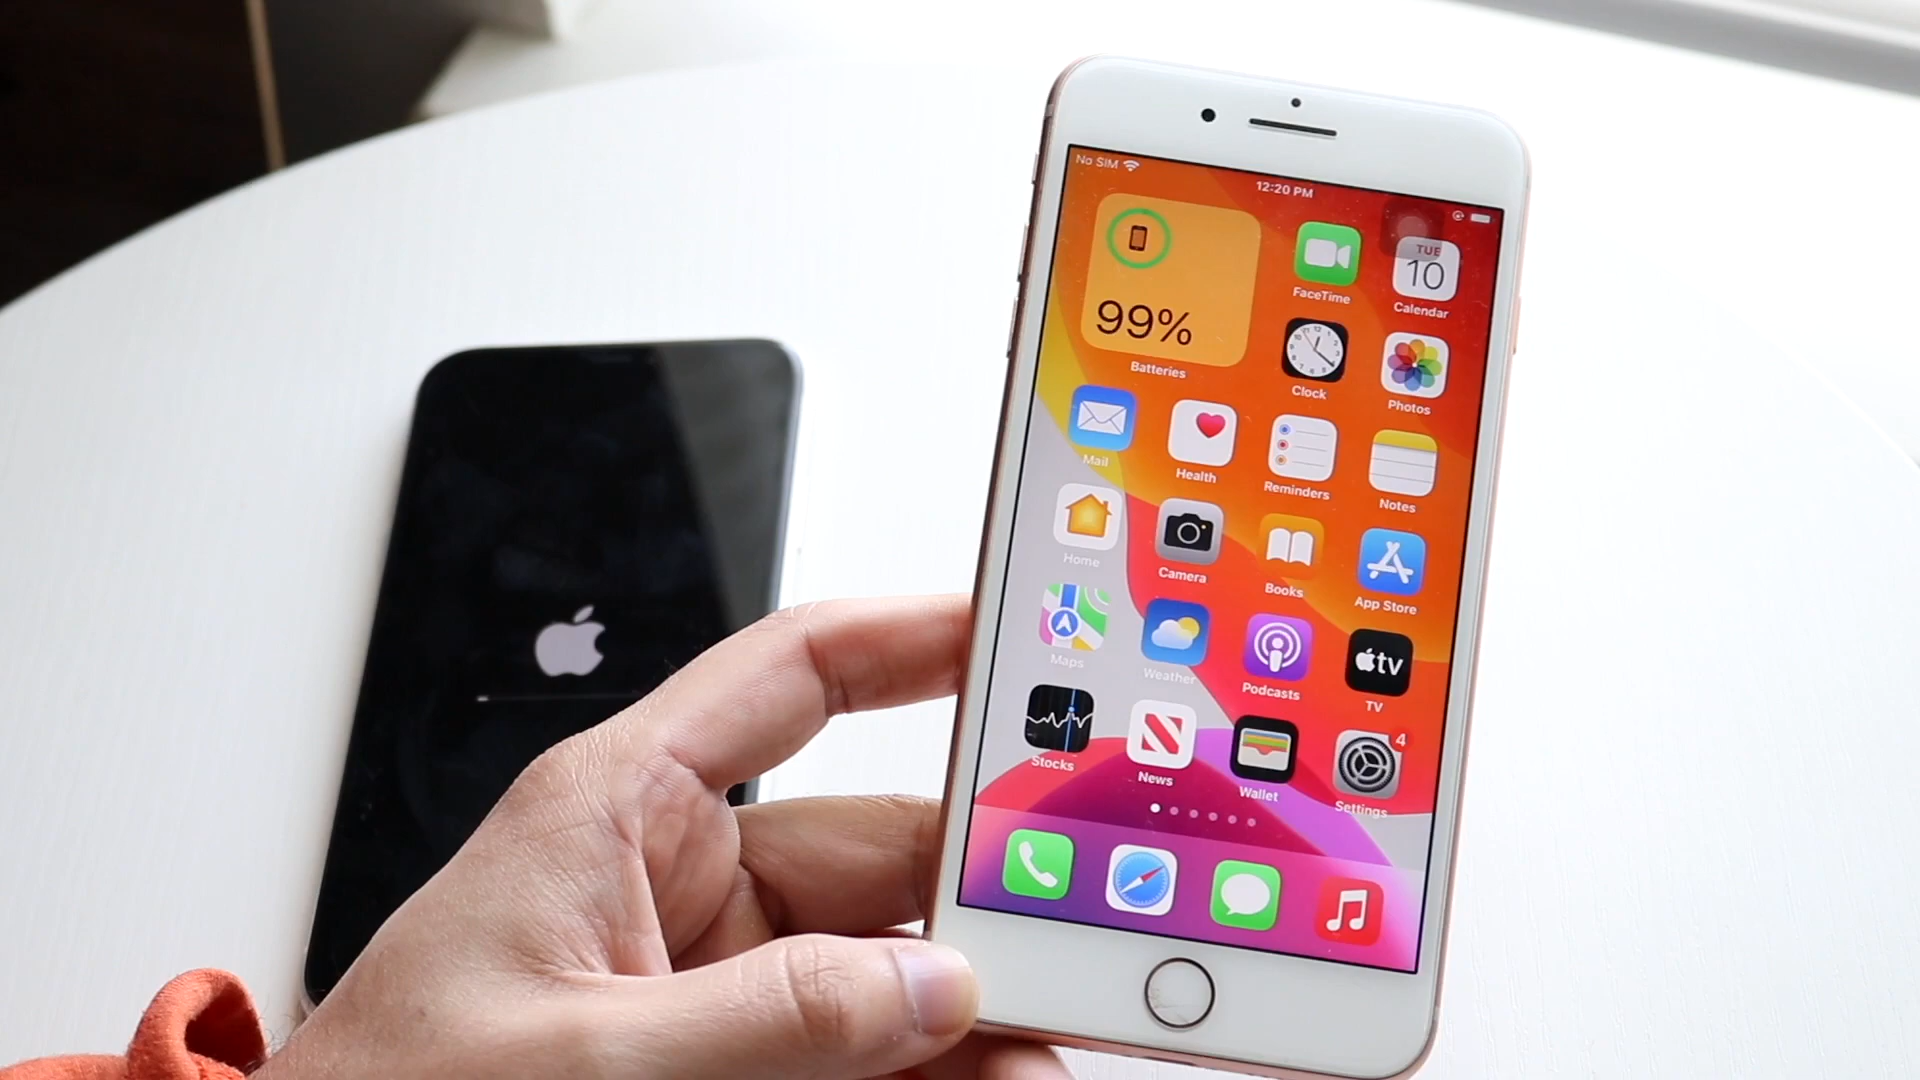 No SIM
12:20 PM
99%
Batteries
FaceTime
TUE
10
Calendar
Clock
Photos
Mail
Health
Reminders
Notes
Home
Camera
Books
App Store
Maps
Weather
Podcasts
tv
TV
Stocks
News
Wallet
4
Settings